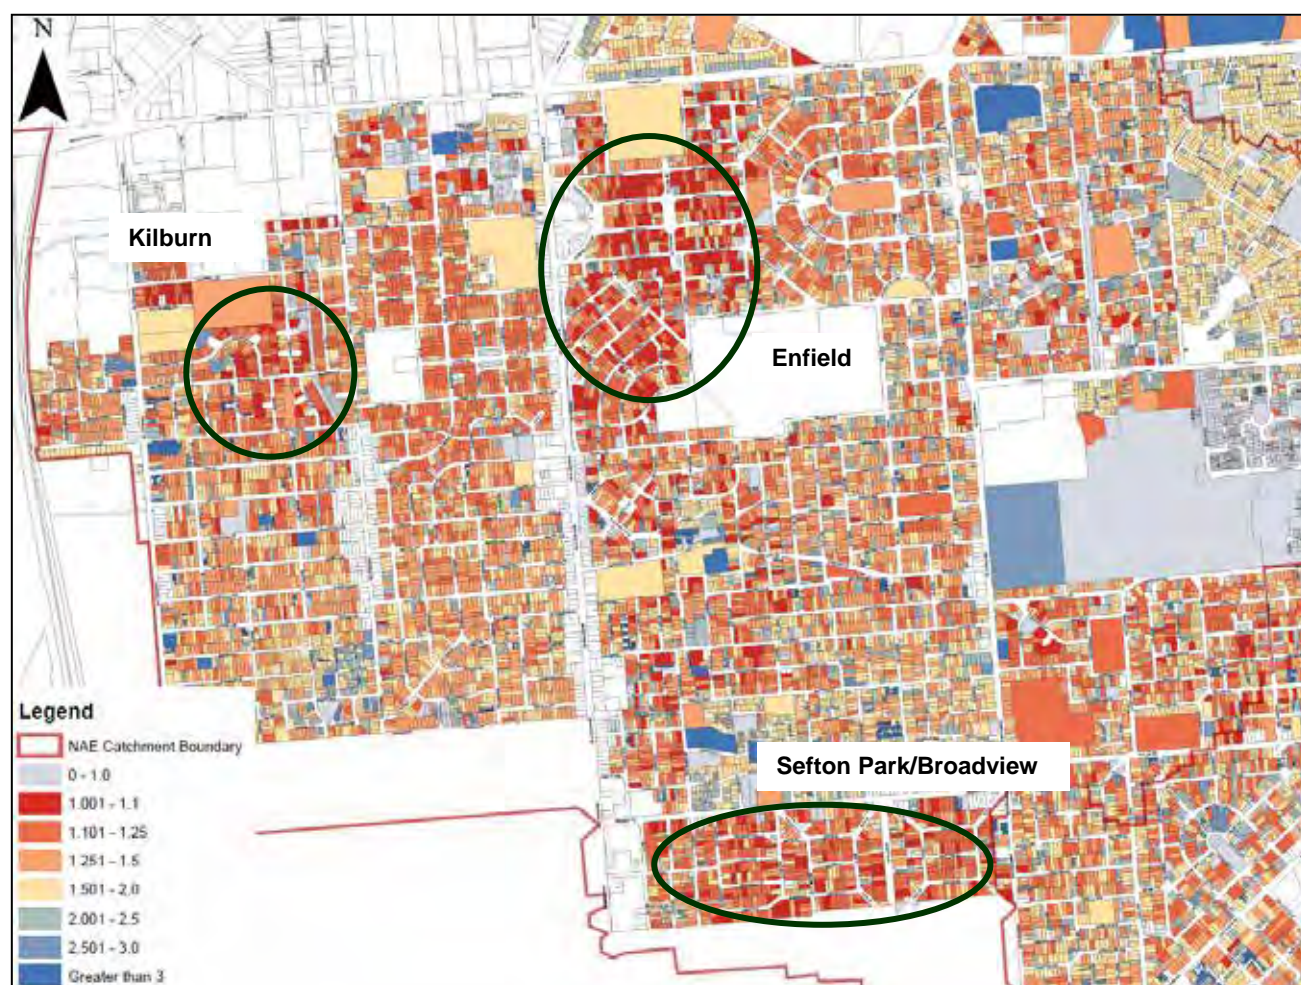 N
Kilburn
Enfield
Sefton Park/Broadview
Legend
NAE Catchment Boundary
0 - 1.0
1.001 - 1.1
1.101 - 1.25
1.251 - 1.5
1.501 - 2.0
2.001 - 2.5
2.501 - 3.0
Greater than 3